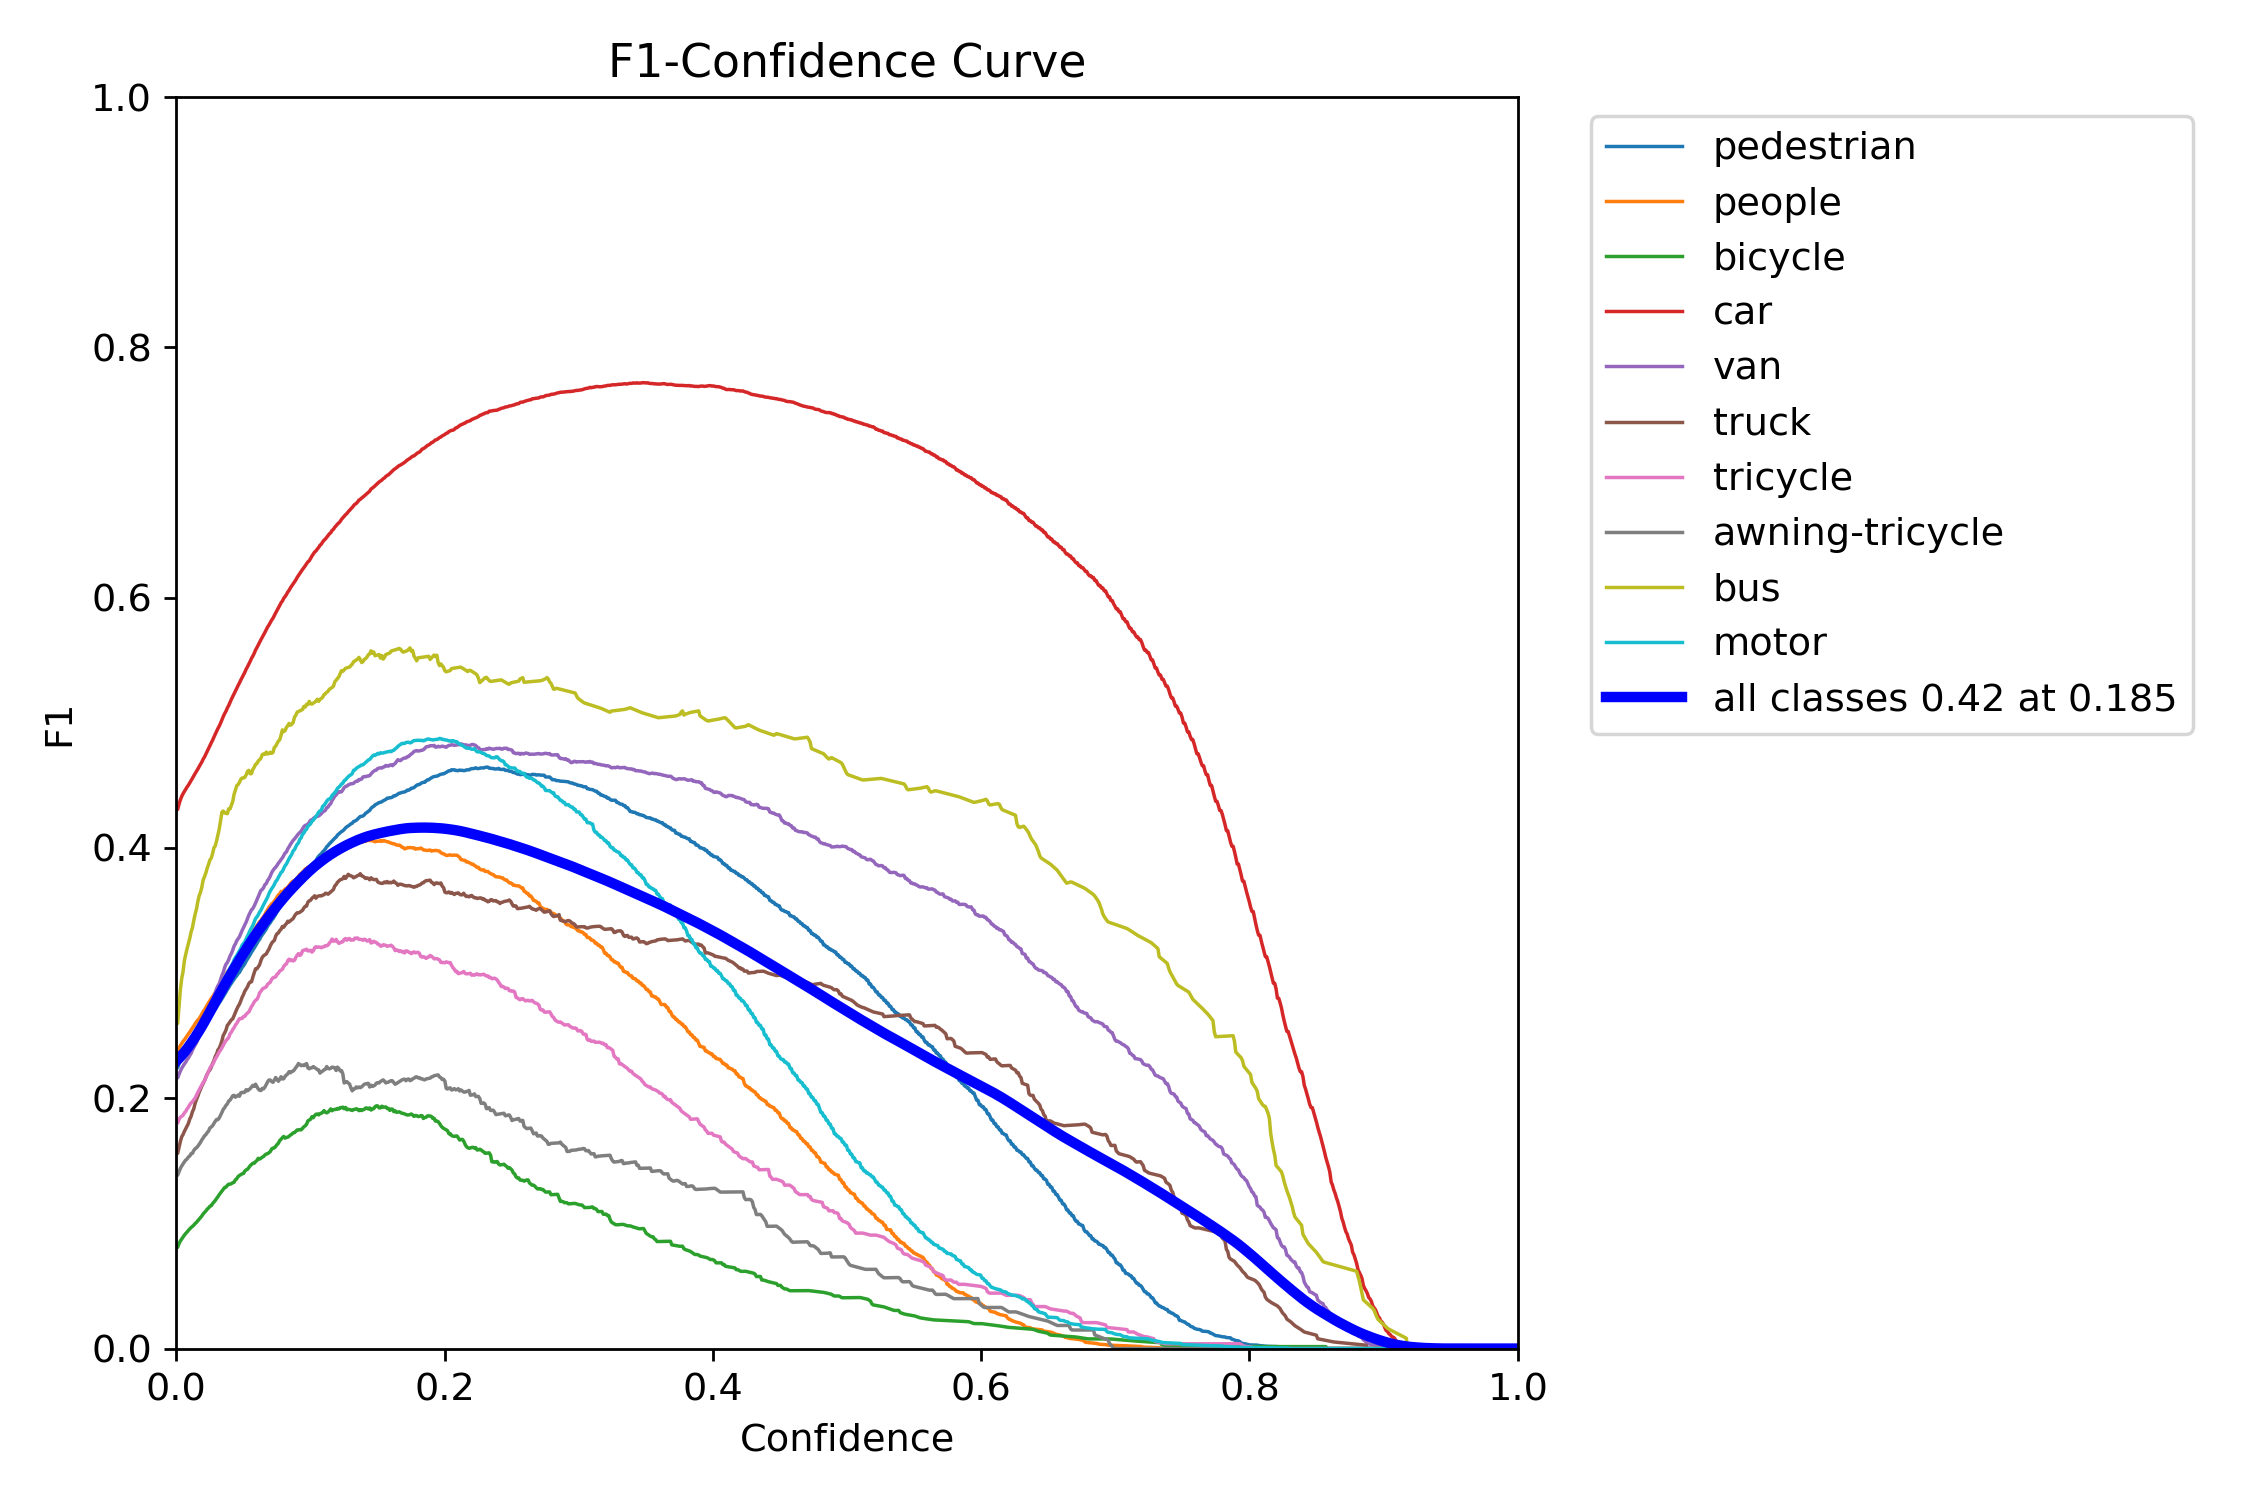 F1-Confidence Curve
1.0
0.8
0.6
0.4
0.2
0.0
F1
0.0 0.2 0.4 0.6 0.8 1.0
Confidence
pedestrian
people
bicycle
car
van
truck
tricycle
awning-tricycle
bus
motor
all classes 0.42 at 0.185